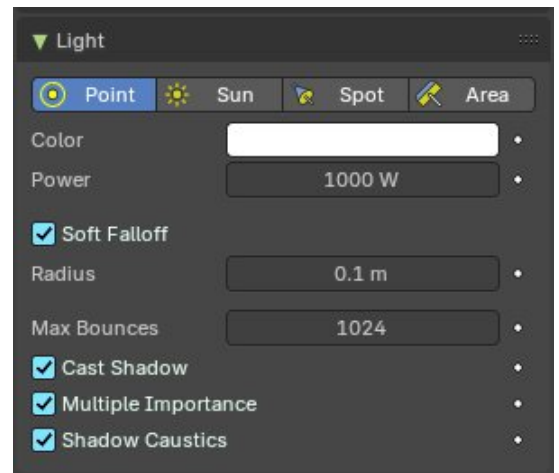 Light
Point Sun Spot Area
Color
Power 1000 W
Soft Falloff
Radius 0.1 m
Max Bounces 1024
Cast Shadow
Multiple Importance
Shadow Caustics